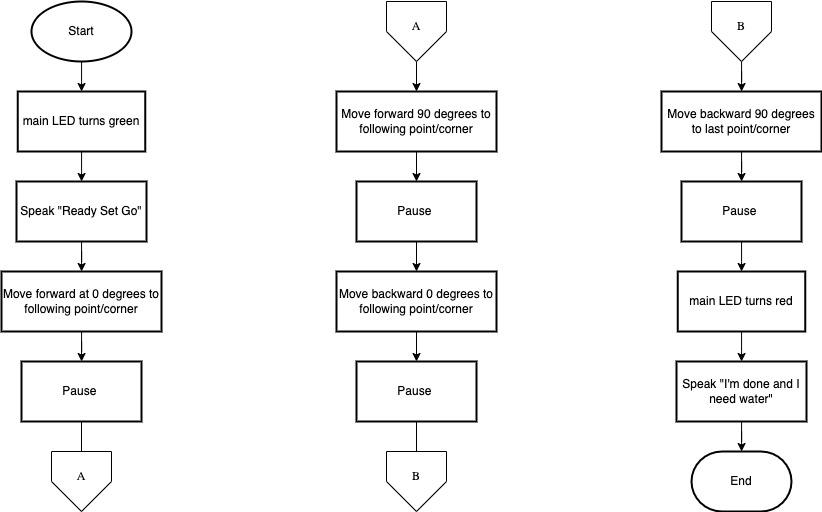 Start
main LED turns green
Speak "Ready Set Go"
Move forward at 0 degrees to
following point/corner
Pause
A
A
Move forward 90 degrees to
following point/corner
Pause
Move backward 0 degrees to
following point/corner
Pause
B
B
Move backward 90 degrees
to last point/corner
Pause
main LED turns red
Speak "I'm done and I
need water"
End